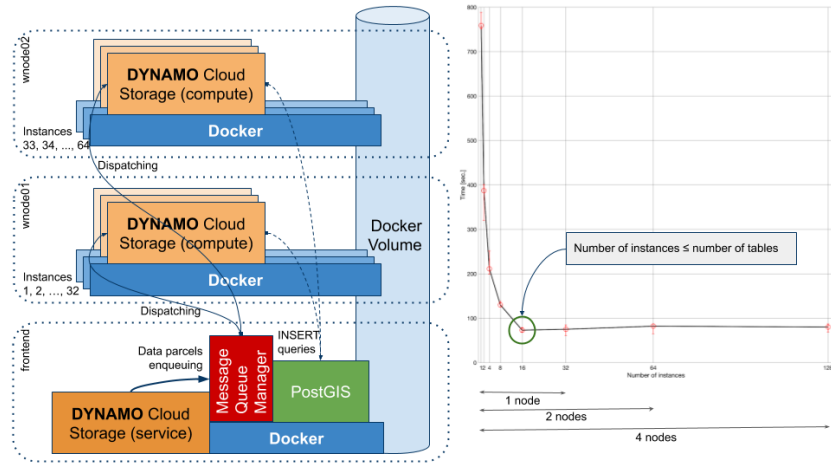 wnode02
DYNAMO Cloud
Storage (compute)
Docker
Instances
33, 34, ..., 64
Dispatching
wnode01
DYNAMO Cloud
Storage (compute)
Docker
Instances
1, 2, ..., 32
Dispatching
Docker
Volume
frontend
Data parcels
enqueuing
INSERT
queries
Message
Queue
Manager
PostGIS
DYNAMO Cloud
Storage (service)
Docker
800
700
600
500
400
300
200
100
0
Time [sec.]
Number of instances ≤ number of tables
1 2 4 8 16 32 64 128
Number of instances
1 node
2 nodes
4 nodes